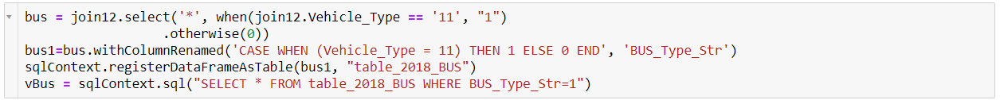 bus = join12.select('*', when(join12.Vehicle_Type == '11', "1")
.otherwise(0))
bus1=bus.withColumnRenamed('CASE WHEN (Vehicle_Type = 11) THEN 1 ELSE 0 END', 'BUS_Type_Str')
sqlContext.registerDataFrameAsTable(bus1, "table_2018_BUS")
vBus = sqlContext.sql("SELECT * FROM table_2018_BUS WHERE BUS_Type_Str=1")